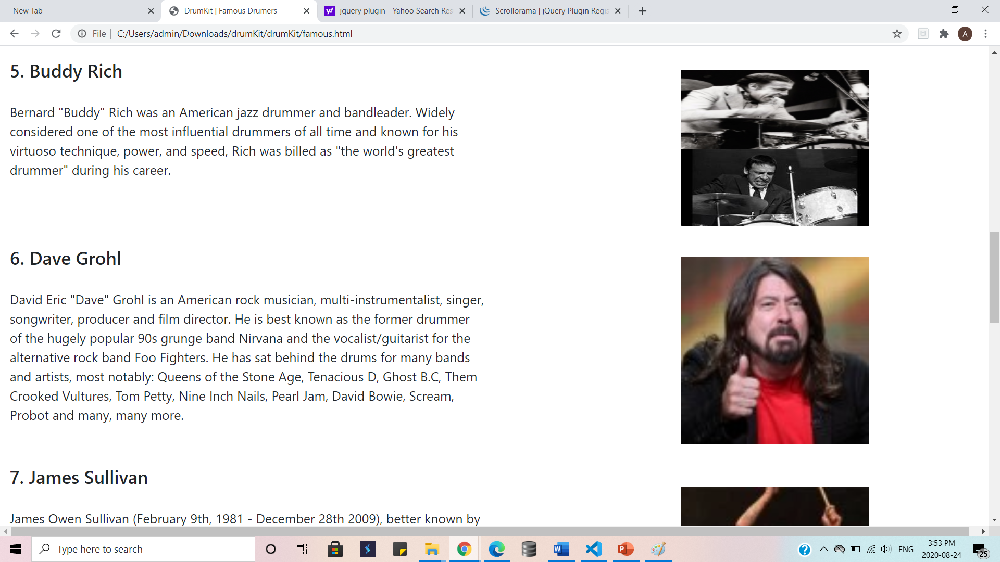 New Tab
DrumKit | Famous Drumers
jquery plugin - Yahoo Search Res
Scrollorama | jQuery Plugin Regis
File
C:/Users/admin/Downloads/drumKit/drumKit/famous.html
A
5. Buddy Rich
Bernard "Buddy" Rich was an American jazz drummer and bandleader. Widely
considered one of the most influential drummers of all time and known for his
virtuoso technique, power, and speed, Rich was billed as "the world's greatest
drummer" during his career.
6. Dave Grohl
David Eric "Dave" Grohl is an American rock musician, multi-instrumentalist, singer,
songwriter, producer and film director. He is best known as the former drummer
of the hugely popular 90s grunge band Nirvana and the vocalist/guitarist for the
alternative rock band Foo Fighters. He has sat behind the drums for many bands
and artists, most notably: Queens of the Stone Age, Tenacious D, Ghost B.C, Them
Crooked Vultures, Tom Petty, Nine Inch Nails, Pearl Jam, David Bowie, Scream,
Probot and many, many more.
7. James Sullivan
James Owen Sullivan (February 9th, 1981 - December 28th 2009), better known by
Type here to search
ENG
3:53 PM
2020-08-24
25